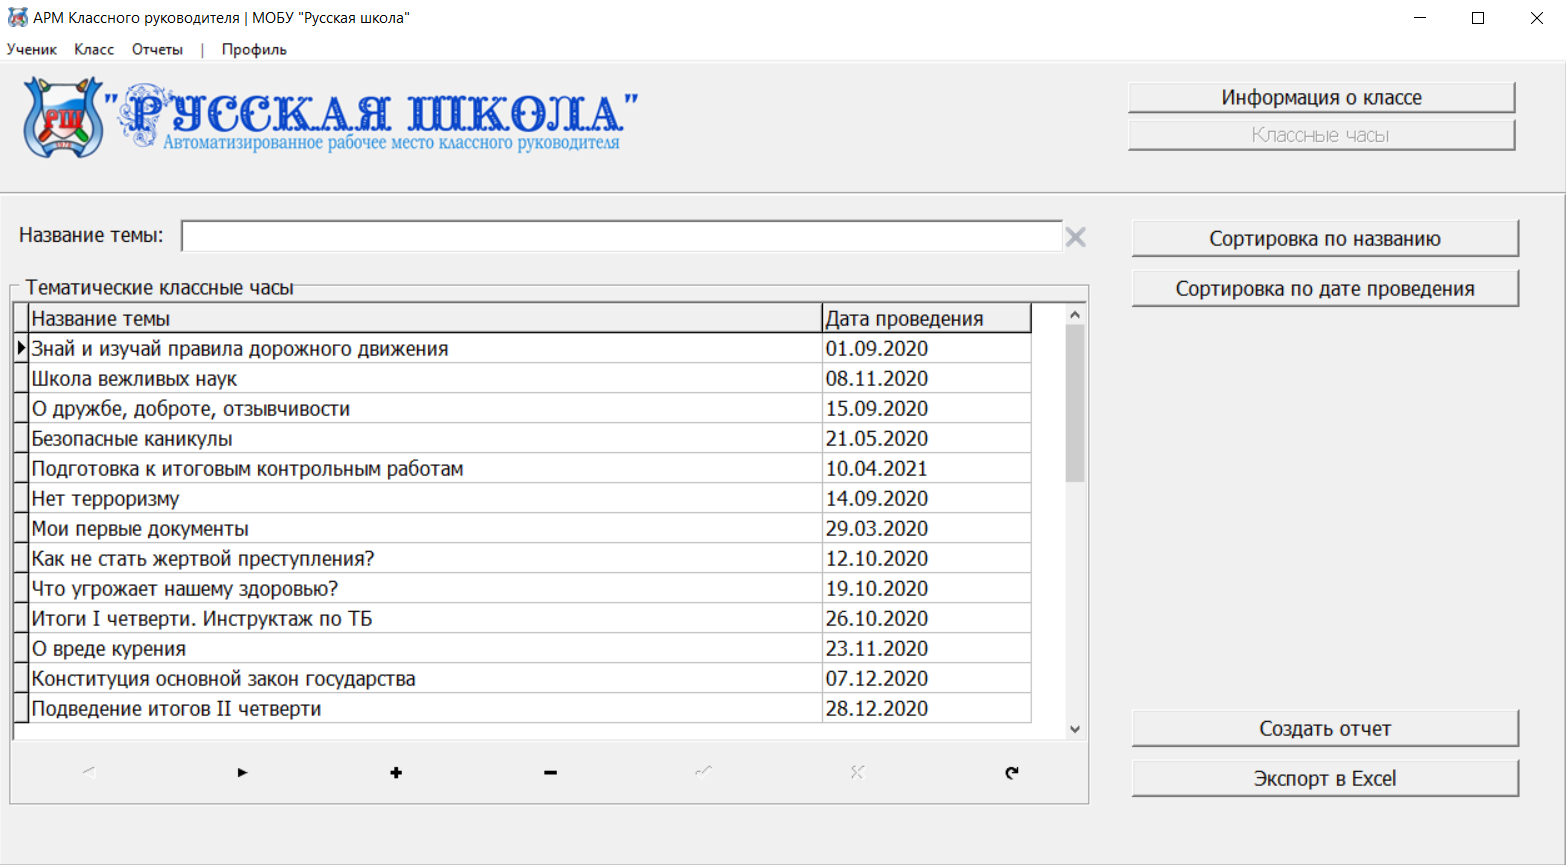 АРМ Классного руководителя | МОБУ "Русская школа"
Ученик Класс Отчеты | Профиль
"РУССКАЯ ШКОЛА"
Автоматизированное рабочее место классного руководителя
РШ
Информация о классе
Классные часы
Название темы:
Сортировка по названию
Сортировка по дате проведения
Тематические классные часы
Название темы Дата проведения
Знай и изучай правила дорожного движения 01.09.2020
Школа вежливых наук 08.11.2020
О дружбе, доброте, отзывчивости 15.09.2020
Безопасные каникулы 21.05.2020
Подготовка к итоговым контрольным работам 10.04.2021
Нет терроризму 14.09.2020
Мои первые документы 29.03.2020
Как не стать жертвой преступления? 12.10.2020
Что угрожает нашему здоровью? 19.10.2020
Итоги I четверти. Инструктаж по ТБ 26.10.2020
О вреде курения 23.11.2020
Конституция основной закон государства 07.12.2020
Подведение итогов II четверти 28.12.2020
Создать отчет
Экспорт в Excel